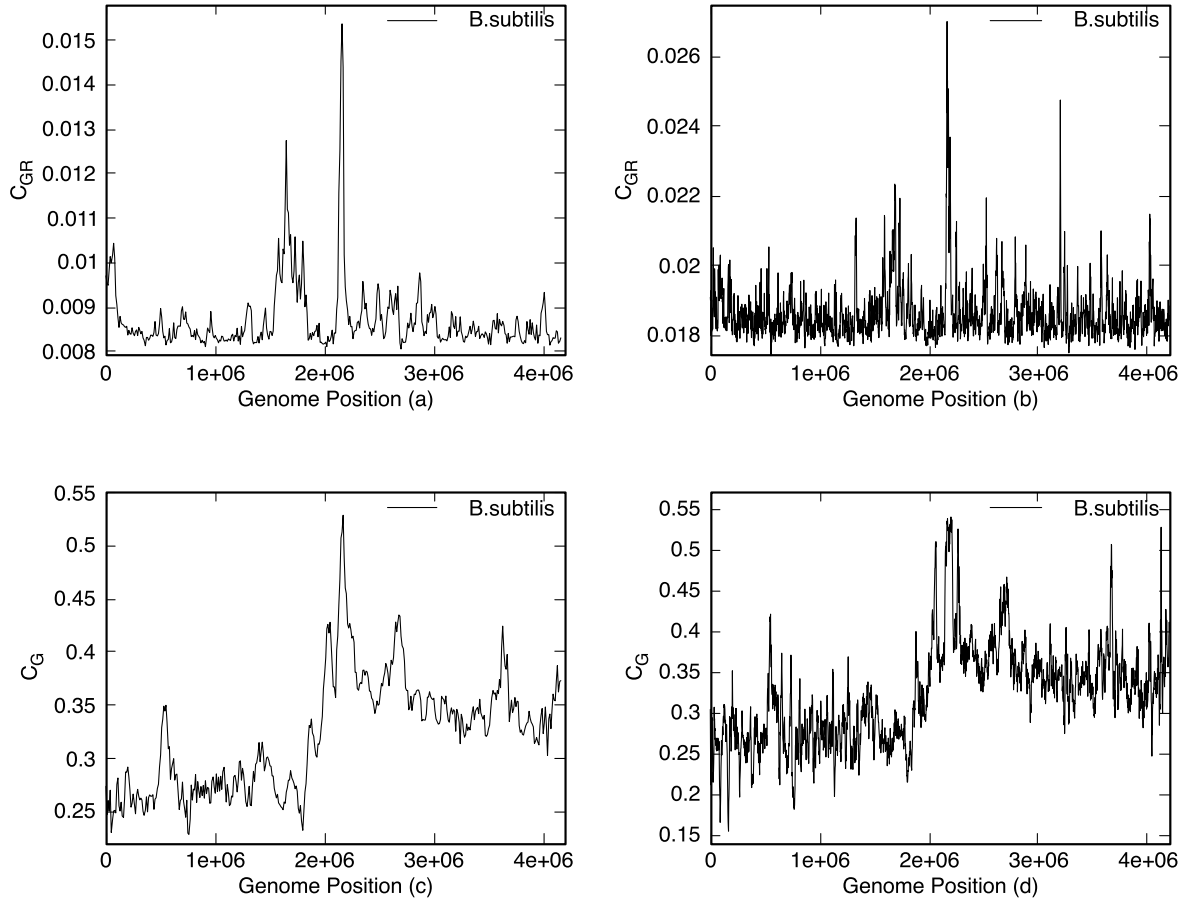 B.subtilis
0.015
0.014
0.013
0.012
0.011
0.01
0.009
0.008
C_GR
0 1e+06 2e+06 3e+06 4e+06
Genome Position (a)
B.subtilis
0.026
0.024
0.022
0.02
0.018
C_GR
0 1e+06 2e+06 3e+06 4e+06
Genome Position (b)
B.subtilis
0.55
0.5
0.45
0.4
0.35
0.3
0.25
C_G
0 1e+06 2e+06 3e+06 4e+06
Genome Position (c)
B.subtilis
0.55
0.5
0.45
0.4
0.35
0.3
0.25
0.2
0.15
C_G
0 1e+06 2e+06 3e+06 4e+06
Genome Position (d)